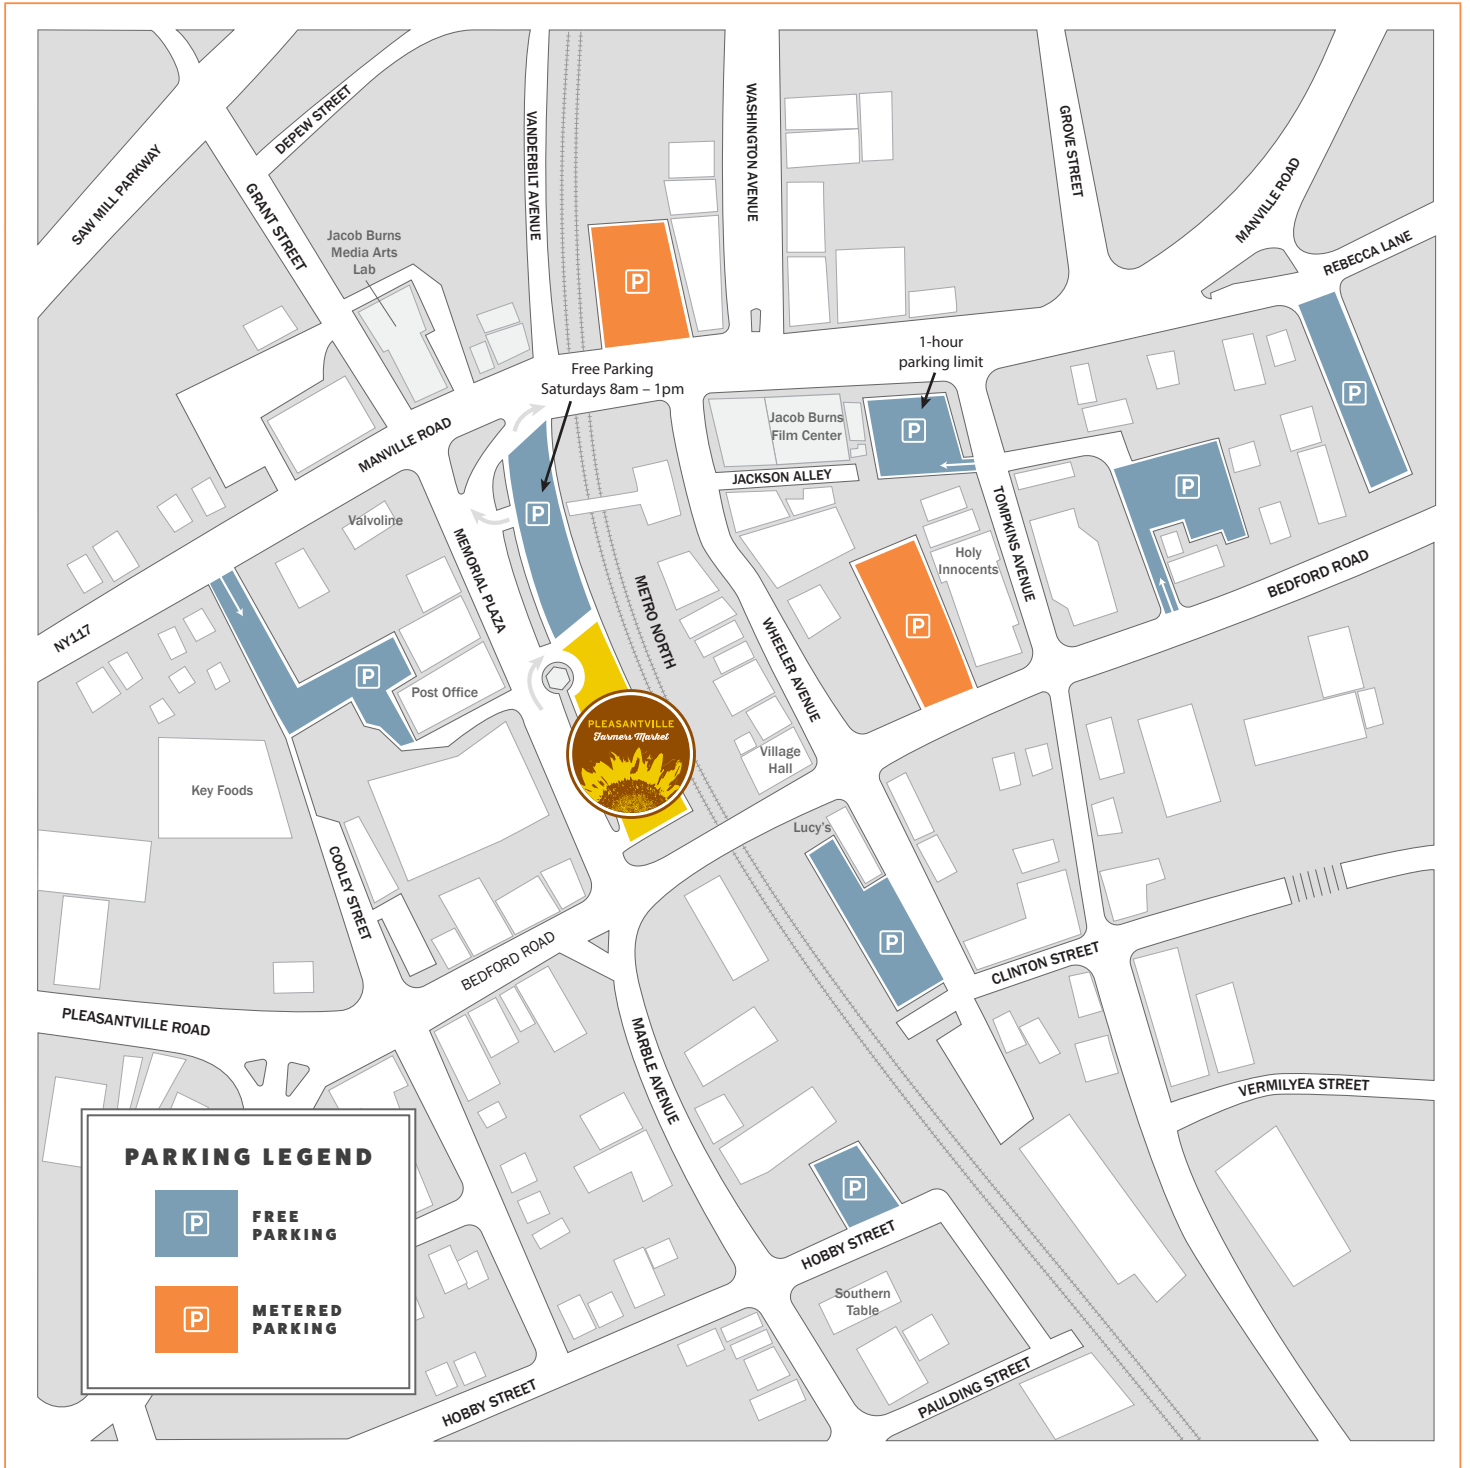 SAW MILL PARKWAY
DEPEW STREET
GRANT STREET
VANDERBILT AVENUE
WASHINGTON AVENUE
GROVE STREET
MANVILLE ROAD
REBECCA LANE
Jacob Burns
Media Arts
Lab
P
Free Parking
Saturdays 8am – 1pm
1-hour
parking limit
P
MANVILLE ROAD
Jacob Burns
Film Center
P
JACKSON ALLEY
P
P
Valvoline
MEMORIAL PLAZA
METRO NORTH
TOMPKINS AVENUE
Holy
Innocents
BEDFORD ROAD
NY117
P
P
WHEELER AVENUE
Post Office
PLEASANTVILLE
Farmers Market
Village
Hall
Key Foods
Lucy's
COOLEY STREET
P
BEDFORD ROAD
CLINTON STREET
PLEASANTVILLE ROAD
MARBLE AVENUE
VERMILYEA STREET
PARKING LEGEND
P
FREE
PARKING
P
METERED
PARKING
P
HOBBY STREET
Southern
Table
HOBBY STREET
PAULDING STREET